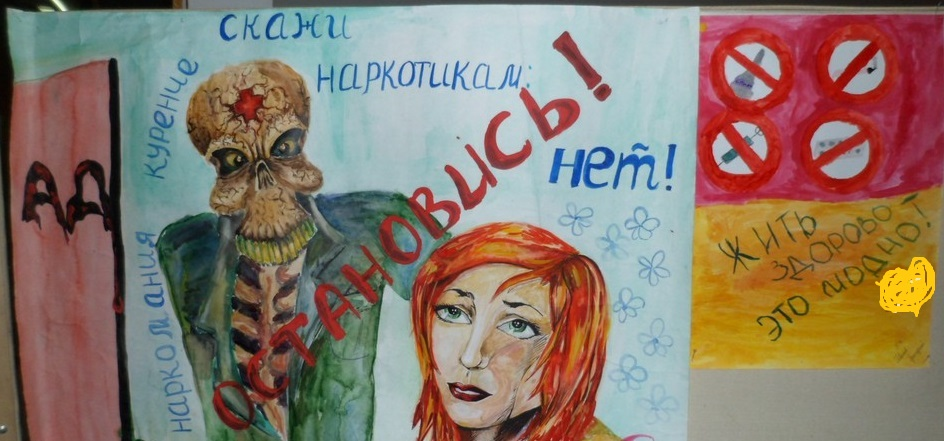 АД
СКАЖИ
НАРКОТИКАМ:
НЕТ!
КУРЕНИЕ
НАРКОМАНИЯ
ОСТАНОВИСЬ!
ЖИТЬ
ЗДОРОВО
ЭТО МОДНО!